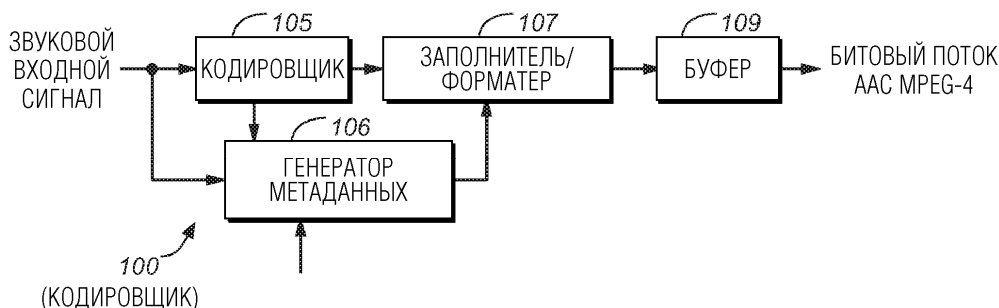 105
107
109
ЗВУКОВОЙ
ВХОДНОЙ
СИГНАЛ
КОДИРОВЩИК
ЗАПОЛНИТЕЛЬ/
ФОРМАТЕР
БУФЕР
БИТОВЫЙ ПОТОК
AAC MPEG-4
106
ГЕНЕРАТОР
МЕТАДАННЫХ
100
(КОДИРОВЩИК)